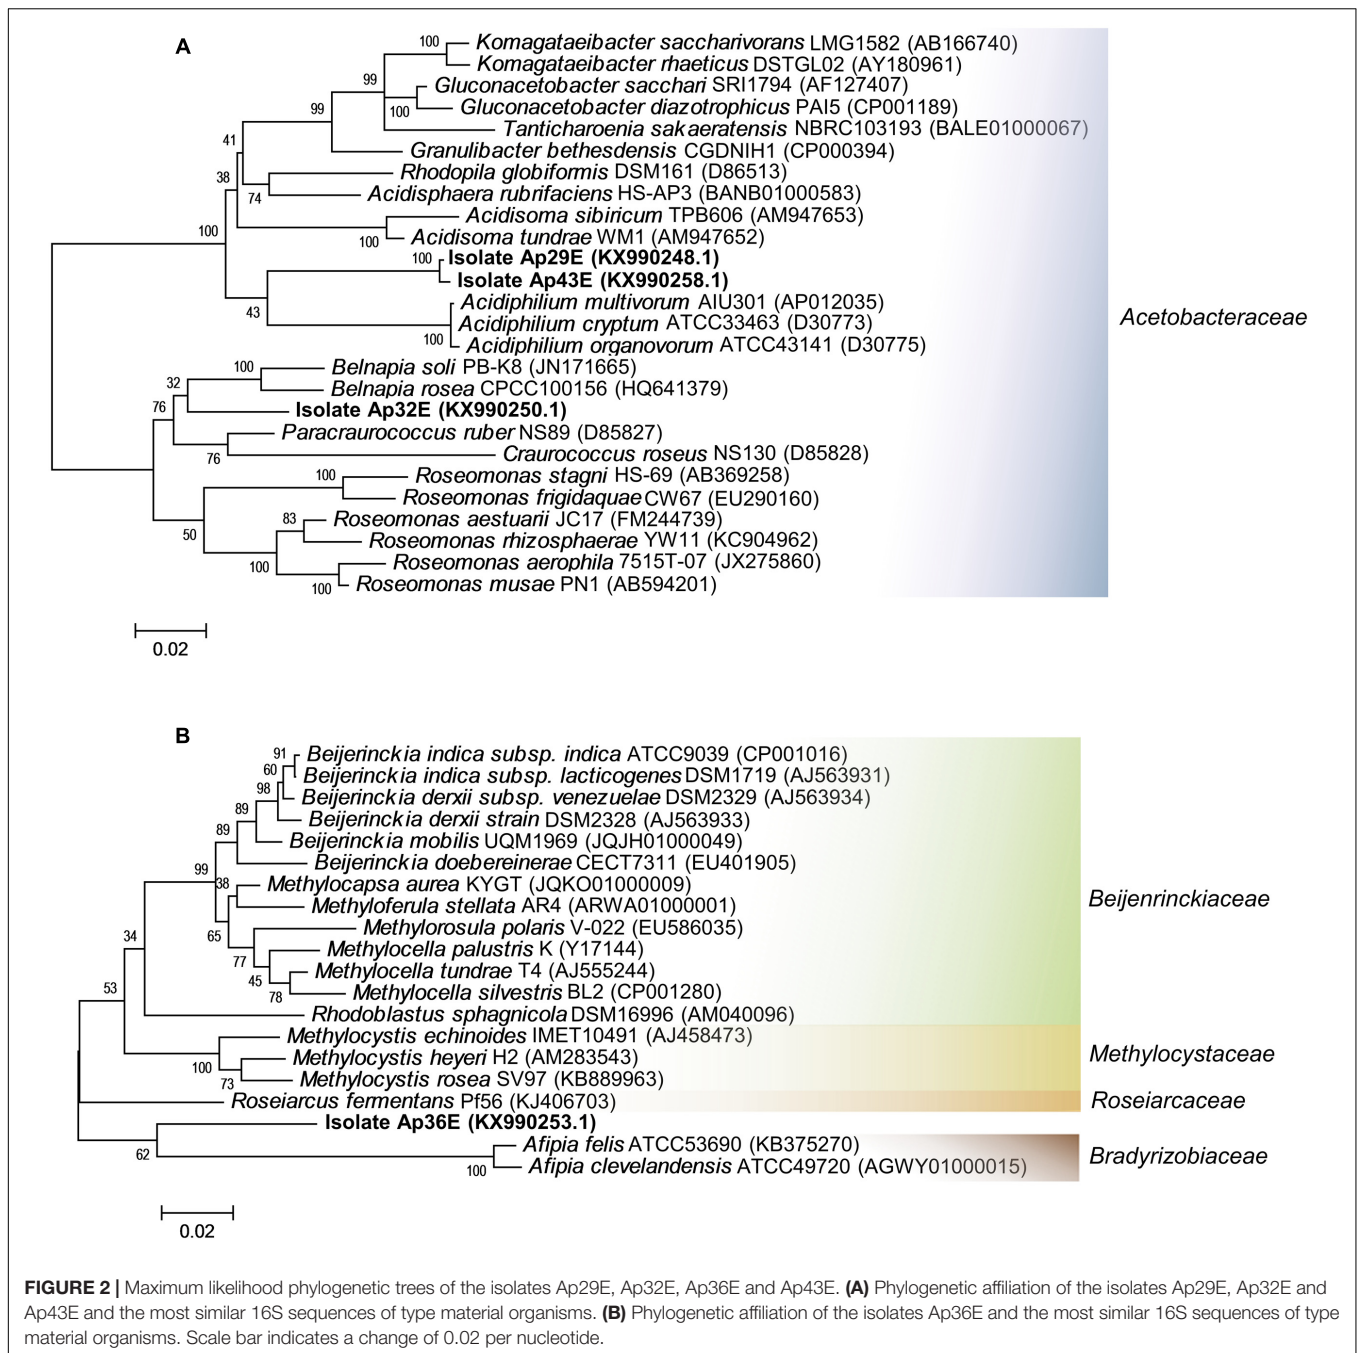 A
100
Komagataeibacter saccharivorans LMG1582 (AB166740)
Komagataeibacter rhaeticus DSTGL02 (AY180961)
99
Gluconacetobacter sacchari SRI1794 (AF127407)
100
Gluconacetobacter diazotrophicus PAI5 (CP001189)
99
Tanticharoenia sakaeratensis NBRC103193 (BALE01000067)
41
Granulibacter bethesdensis CGDNIH1 (CP000394)
38
Rhodopila globiformis DSM161 (D86513)
74
Acidisphaera rubrifaciens HS-AP3 (BANB01000583)
Acidisoma sibiricum TPB606 (AM947653)
100
100
Acidisoma tundrae WM1 (AM947652)
100
Isolate Ap29E (KX990248.1)
Isolate Ap43E (KX990258.1)
43
Acidiphilium multivorum AIU301 (AP012035)
Acidiphilium cryptum ATCC33463 (D30773)
100
Acidiphilium organovorum ATCC43141 (D30775)
Acetobacteraceae
100
Belnapia soli PB-K8 (JN171665)
32
Belnapia rosea CPCC100156 (HQ641379)
76
Isolate Ap32E (KX990250.1)
Paracraurococcus ruber NS89 (D85827)
76
Craurococcus roseus NS130 (D85828)
100
Roseomonas stagni HS-69 (AB369258)
Roseomonas frigidaquae CW67 (EU290160)
50
83
Roseomonas aestuarii JC17 (FM244739)
Roseomonas rhizosphaerae YW11 (KC904962)
100
Roseomonas aerophila 7515T-07 (JX275860)
100
Roseomonas musae PN1 (AB594201)
0.02
B
91
Beijerinckia indica subsp. indica ATCC9039 (CP001016)
60
Beijerinckia indica subsp. lacticogenes DSM1719 (AJ563931)
98
Beijerinckia derxii subsp. venezuelae DSM2329 (AJ563934)
89
Beijerinckia derxii strain DSM2328 (AJ563933)
89
Beijerinckia mobilis UQM1969 (JQJH01000049)
Beijerinckia doebereinerae CECT7311 (EU401905)
99
38
Methylocapsa aurea KYGT (JQKO01000009)
Methyloferula stellata AR4 (ARWA01000001)
65
Methylorosula polaris V-022 (EU586035)
77
Methylocella palustris K (Y17144)
45
Methylocella tundrae T4 (AJ555244)
78
Methylocella silvestris BL2 (CP001280)
34
Rhodoblastus sphagnicola DSM16996 (AM040096)
Beijenrinckiaceae
53
Methylocystis echinoides IMET10491 (AJ458473)
100
Methylocystis heyeri H2 (AM283543)
73
Methylocystis rosea SV97 (KB889963)
Methylocystaceae
Roseiarcus fermentans Pf56 (KJ406703)
Roseiarcaceae
Isolate Ap36E (KX990253.1)
62
Afipia felis ATCC53690 (KB375270)
100
Afipia clevelandensis ATCC49720 (AGWY01000015)
Bradyrizobiaceae
0.02
FIGURE 2 | Maximum likelihood phylogenetic trees of the isolates Ap29E, Ap32E, Ap36E and Ap43E. (A) Phylogenetic affiliation of the isolates Ap29E, Ap32E and
Ap43E and the most similar 16S sequences of type material organisms. (B) Phylogenetic affiliation of the isolates Ap36E and the most similar 16S sequences of type
material organisms. Scale bar indicates a change of 0.02 per nucleotide.